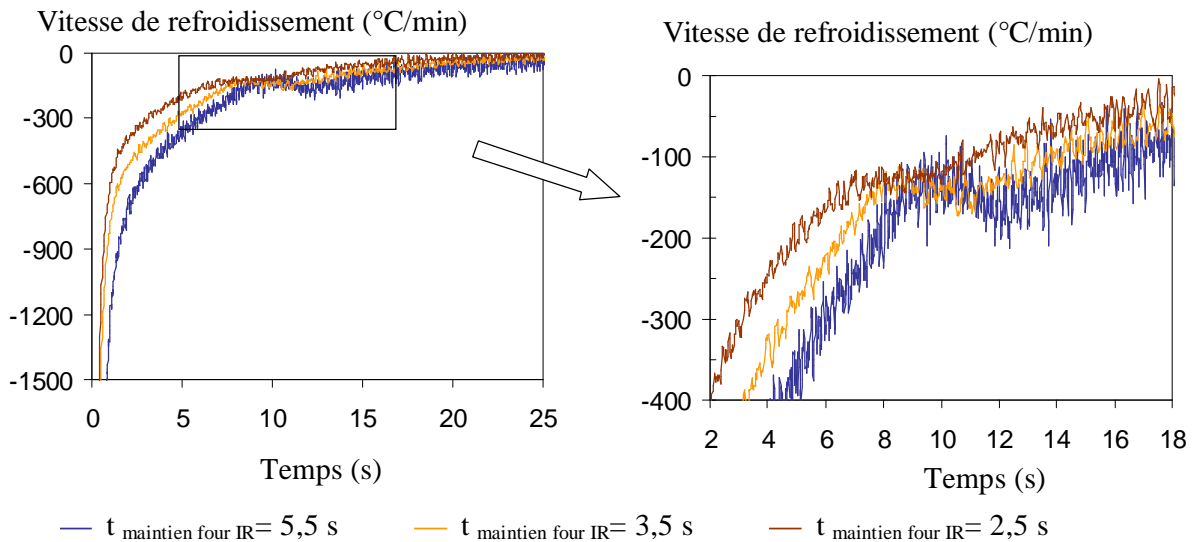 Vitesse de refroidissement (°C/min)
0
-300
-600
-900
-1200
-1500
0 5 10 15 20 25
Temps (s)
Vitesse de refroidissement (°C/min)
0
-100
-200
-300
-400
2 4 6 8 10 12 14 16 18
Temps (s)
t maintien four IR= 5,5 s
t maintien four IR= 3,5 s
t maintien four IR= 2,5 s